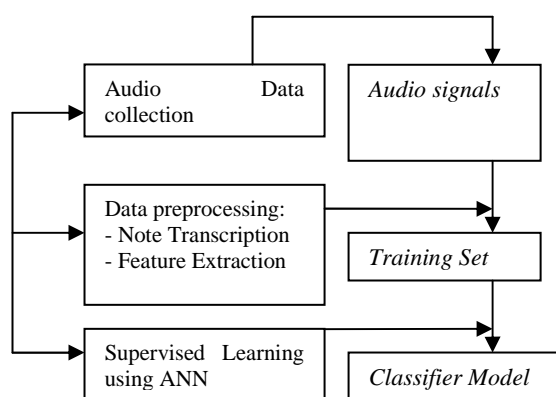 Audio Data
collection
Audio signals
Data preprocessing:
- Note Transcription
- Feature Extraction
Training Set
Supervised Learning
using ANN
Classifier Model